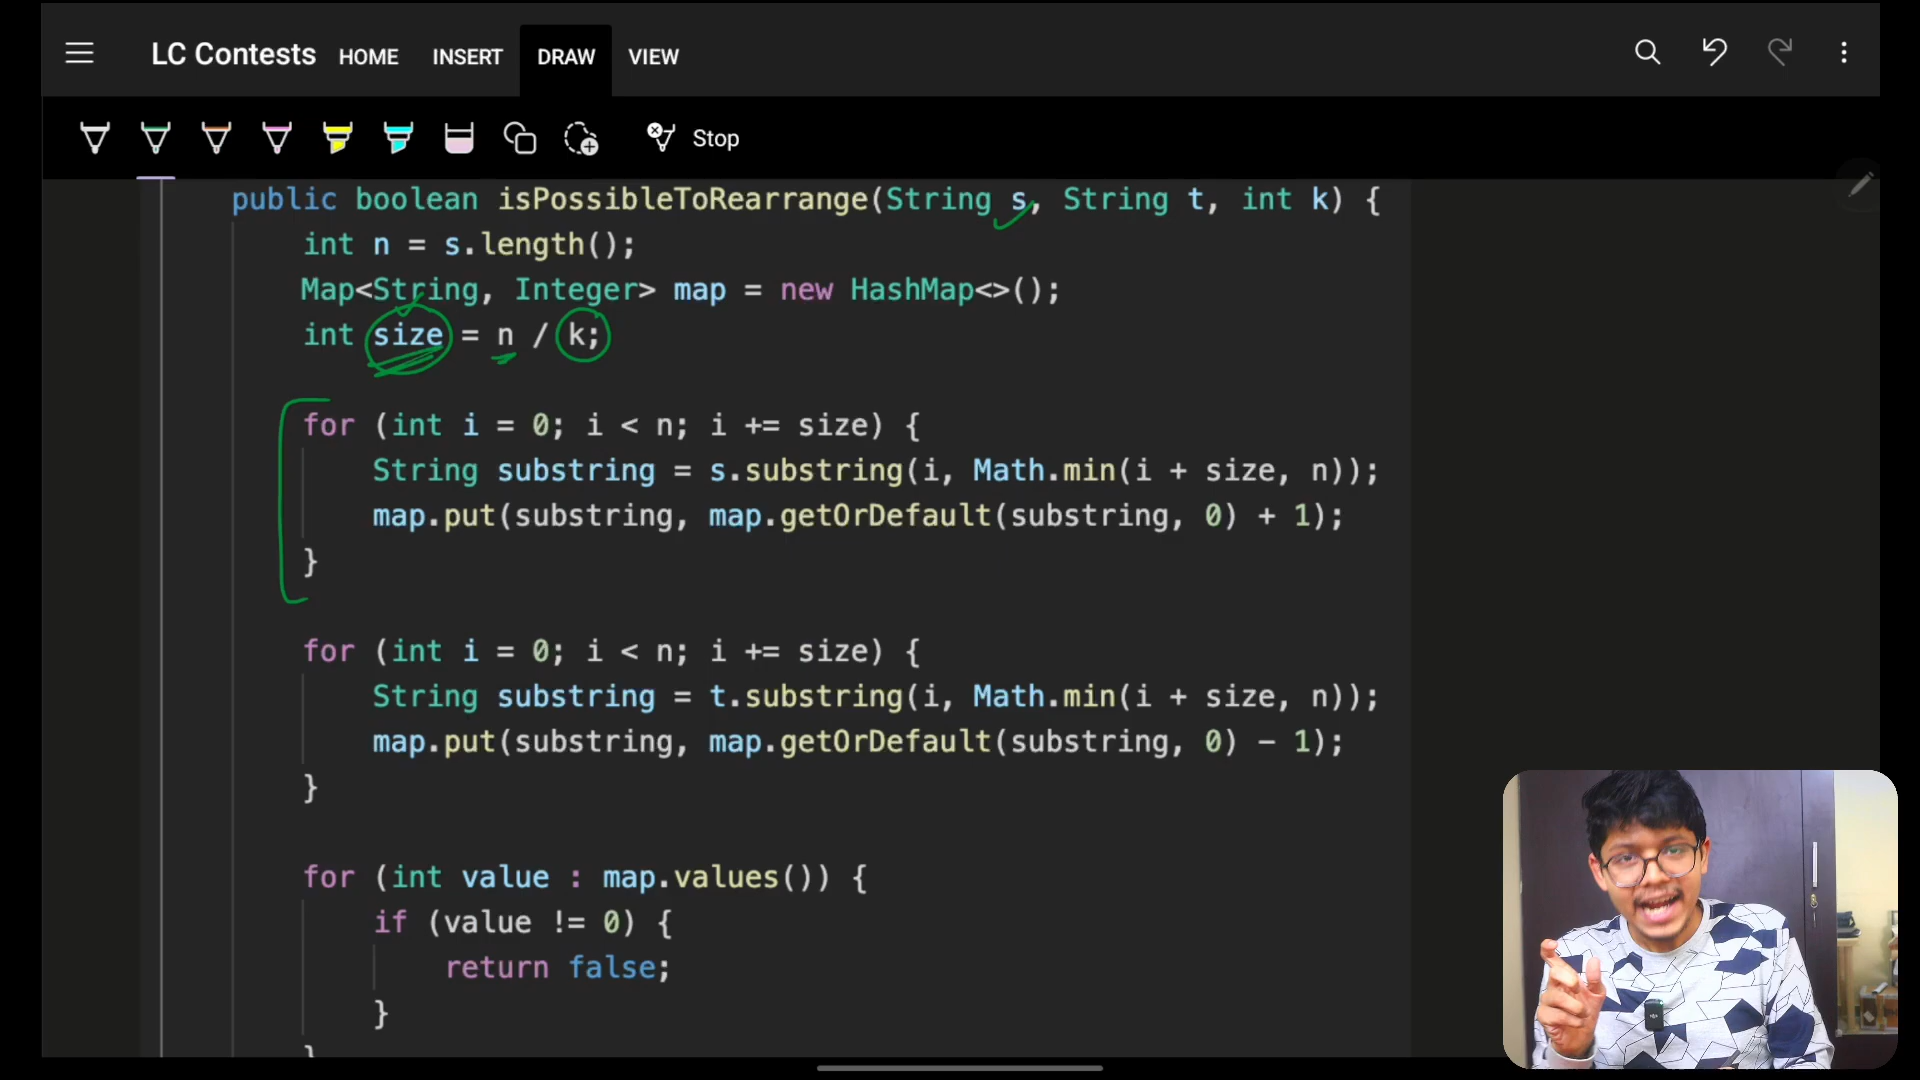 LC Contests HOME INSERT DRAW VIEW
Stop
public boolean isPossibleToRearrange(String s, String t, int k) {
int n = s.length();
Map<String, Integer> map = new HashMap<>();
int size = n / k;
for (int i = 0; i < n; i += size) {
String substring = s.substring(i, Math.min(i + size, n));
map.put(substring, map.getOrDefault(substring, 0) + 1);
}
for (int i = 0; i < n; i += size) {
String substring = t.substring(i, Math.min(i + size, n));
map.put(substring, map.getOrDefault(substring, 0) - 1);
}
for (int value : map.values()) {
if (value != 0) {
return false;
}
}